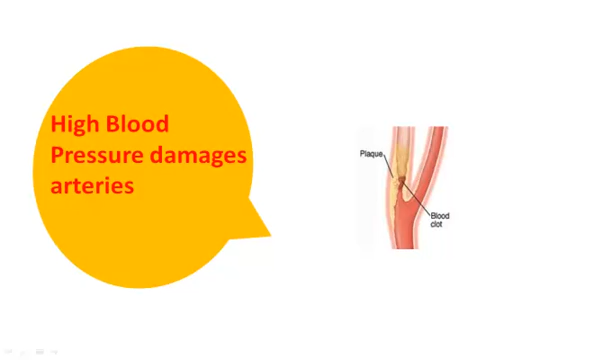 High Blood
Pressure damages
arteries
Plaque
Blood
clot